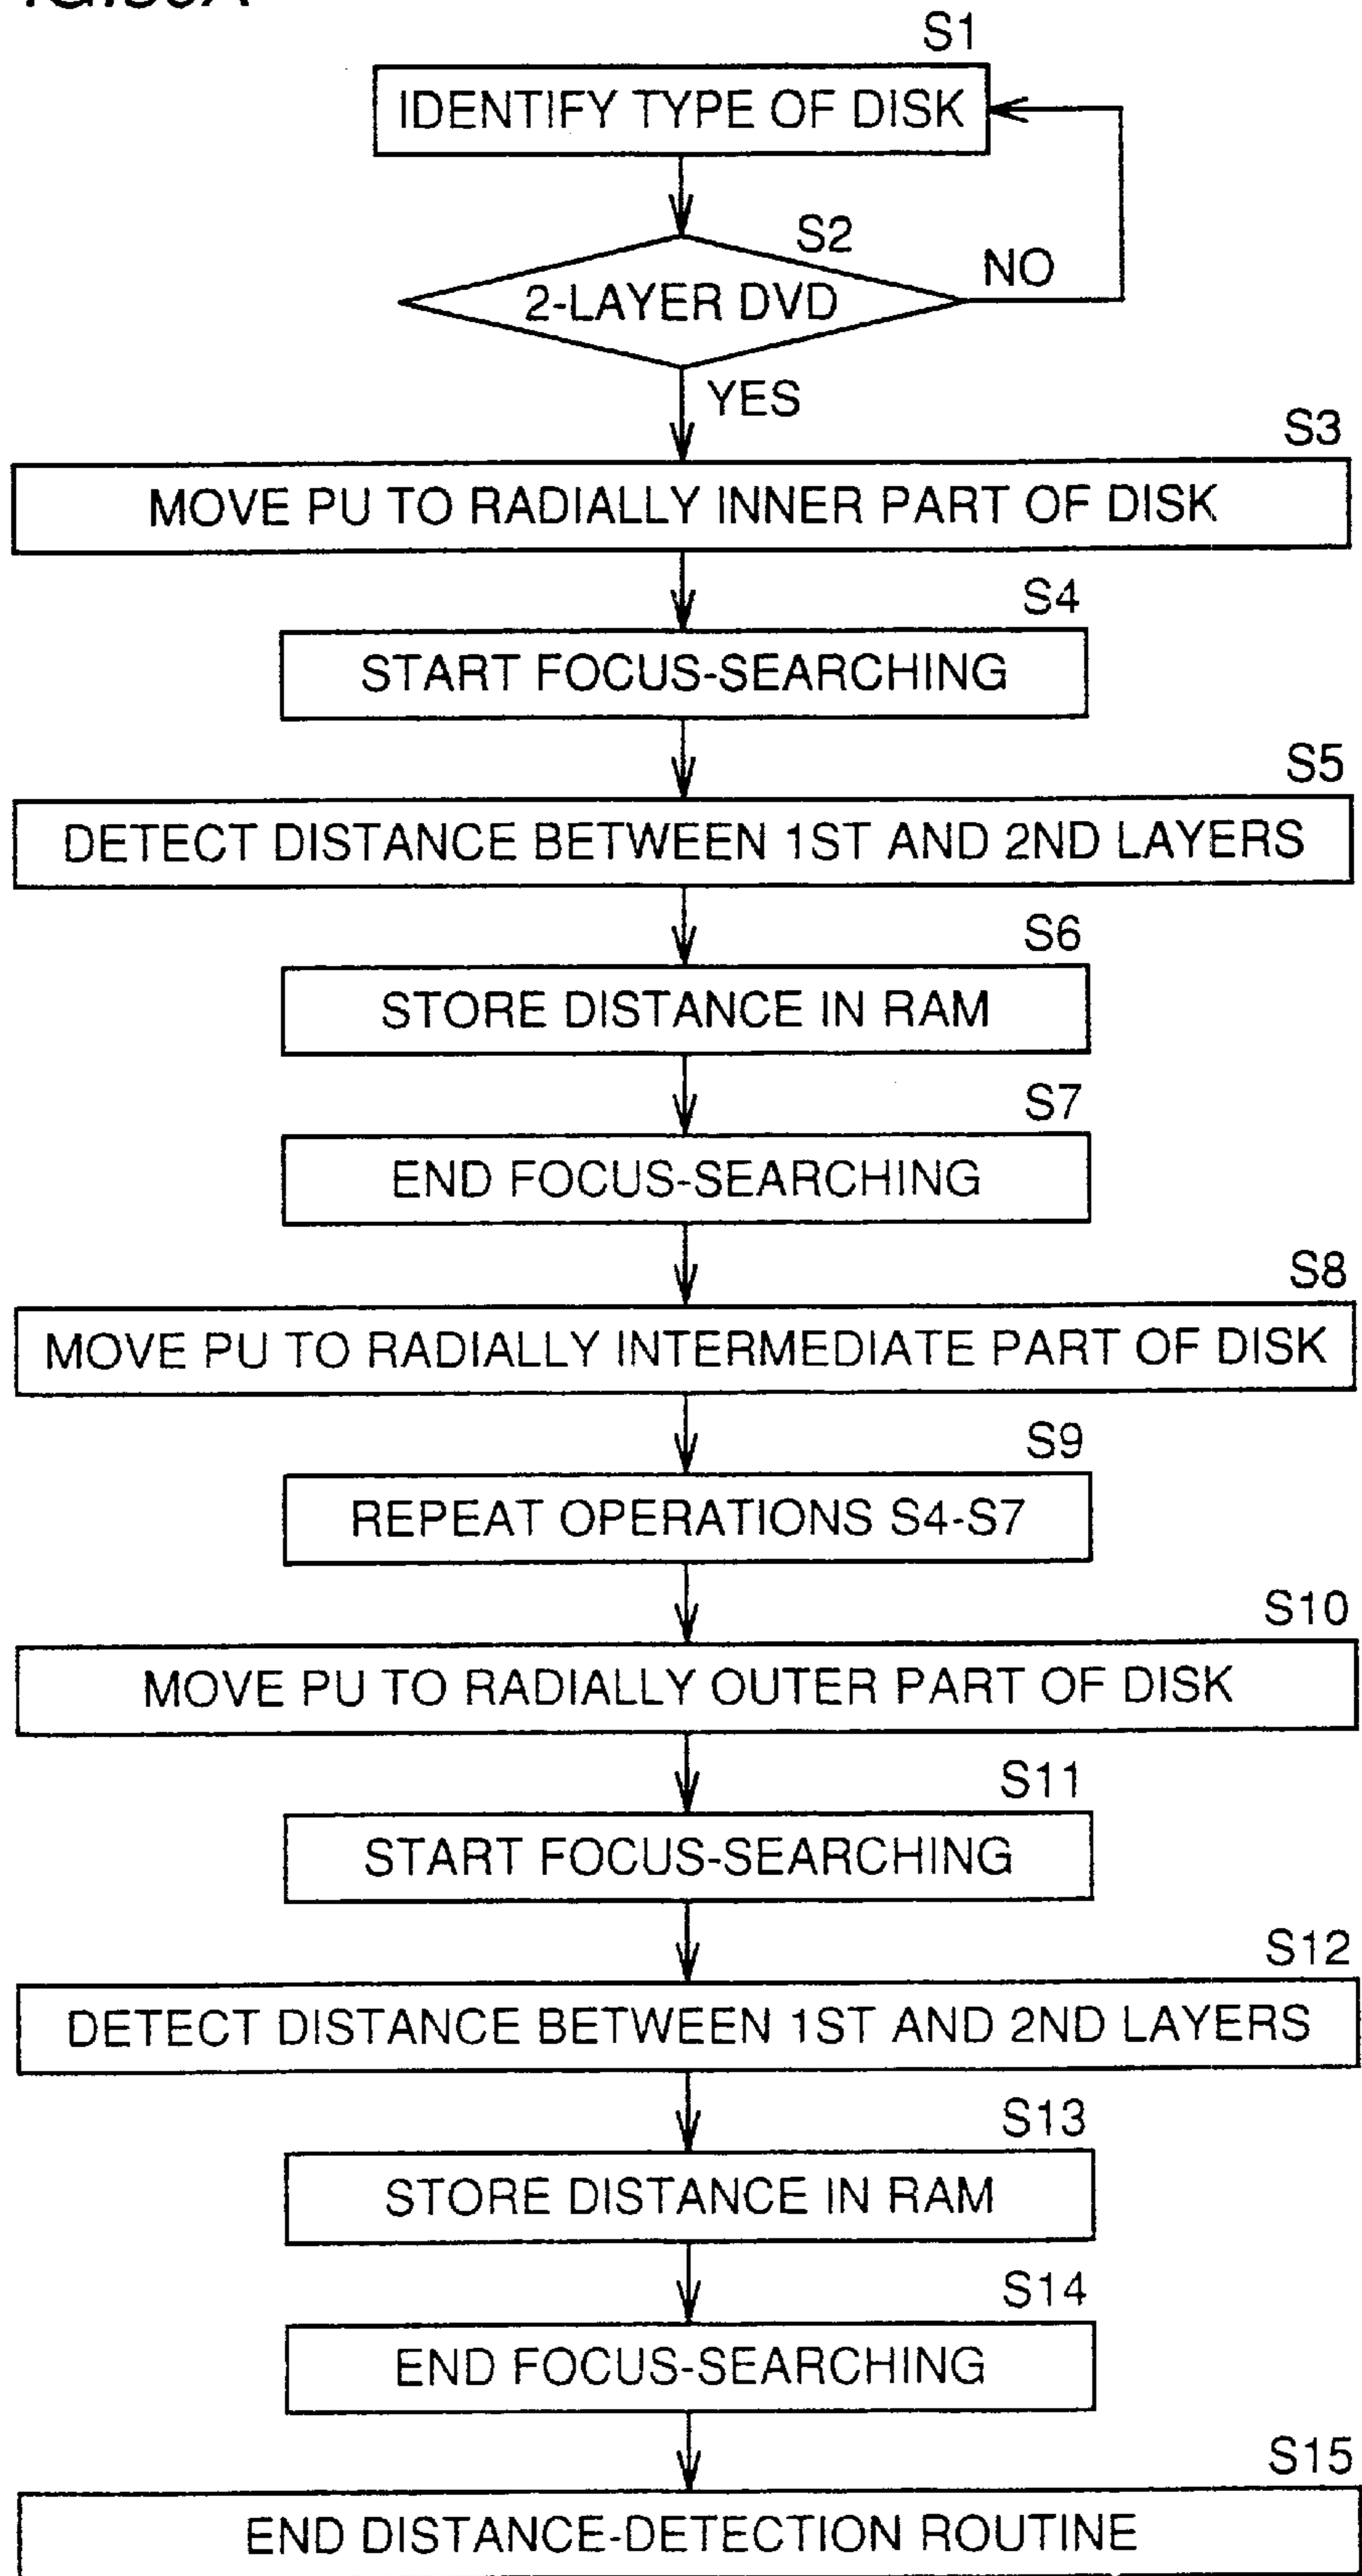 S1
IDENTIFY TYPE OF DISK
S2
2-LAYER DVD
NO
YES
S3
MOVE PU TO RADIALLY INNER PART OF DISK
S4
START FOCUS-SEARCHING
S5
DETECT DISTANCE BETWEEN 1ST AND 2ND LAYERS
S6
STORE DISTANCE IN RAM
S7
END FOCUS-SEARCHING
S8
MOVE PU TO RADIALLY INTERMEDIATE PART OF DISK
S9
REPEAT OPERATIONS S4-S7
S10
MOVE PU TO RADIALLY OUTER PART OF DISK
S11
START FOCUS-SEARCHING
S12
DETECT DISTANCE BETWEEN 1ST AND 2ND LAYERS
S13
STORE DISTANCE IN RAM
S14
END FOCUS-SEARCHING
S15
END DISTANCE-DETECTION ROUTINE